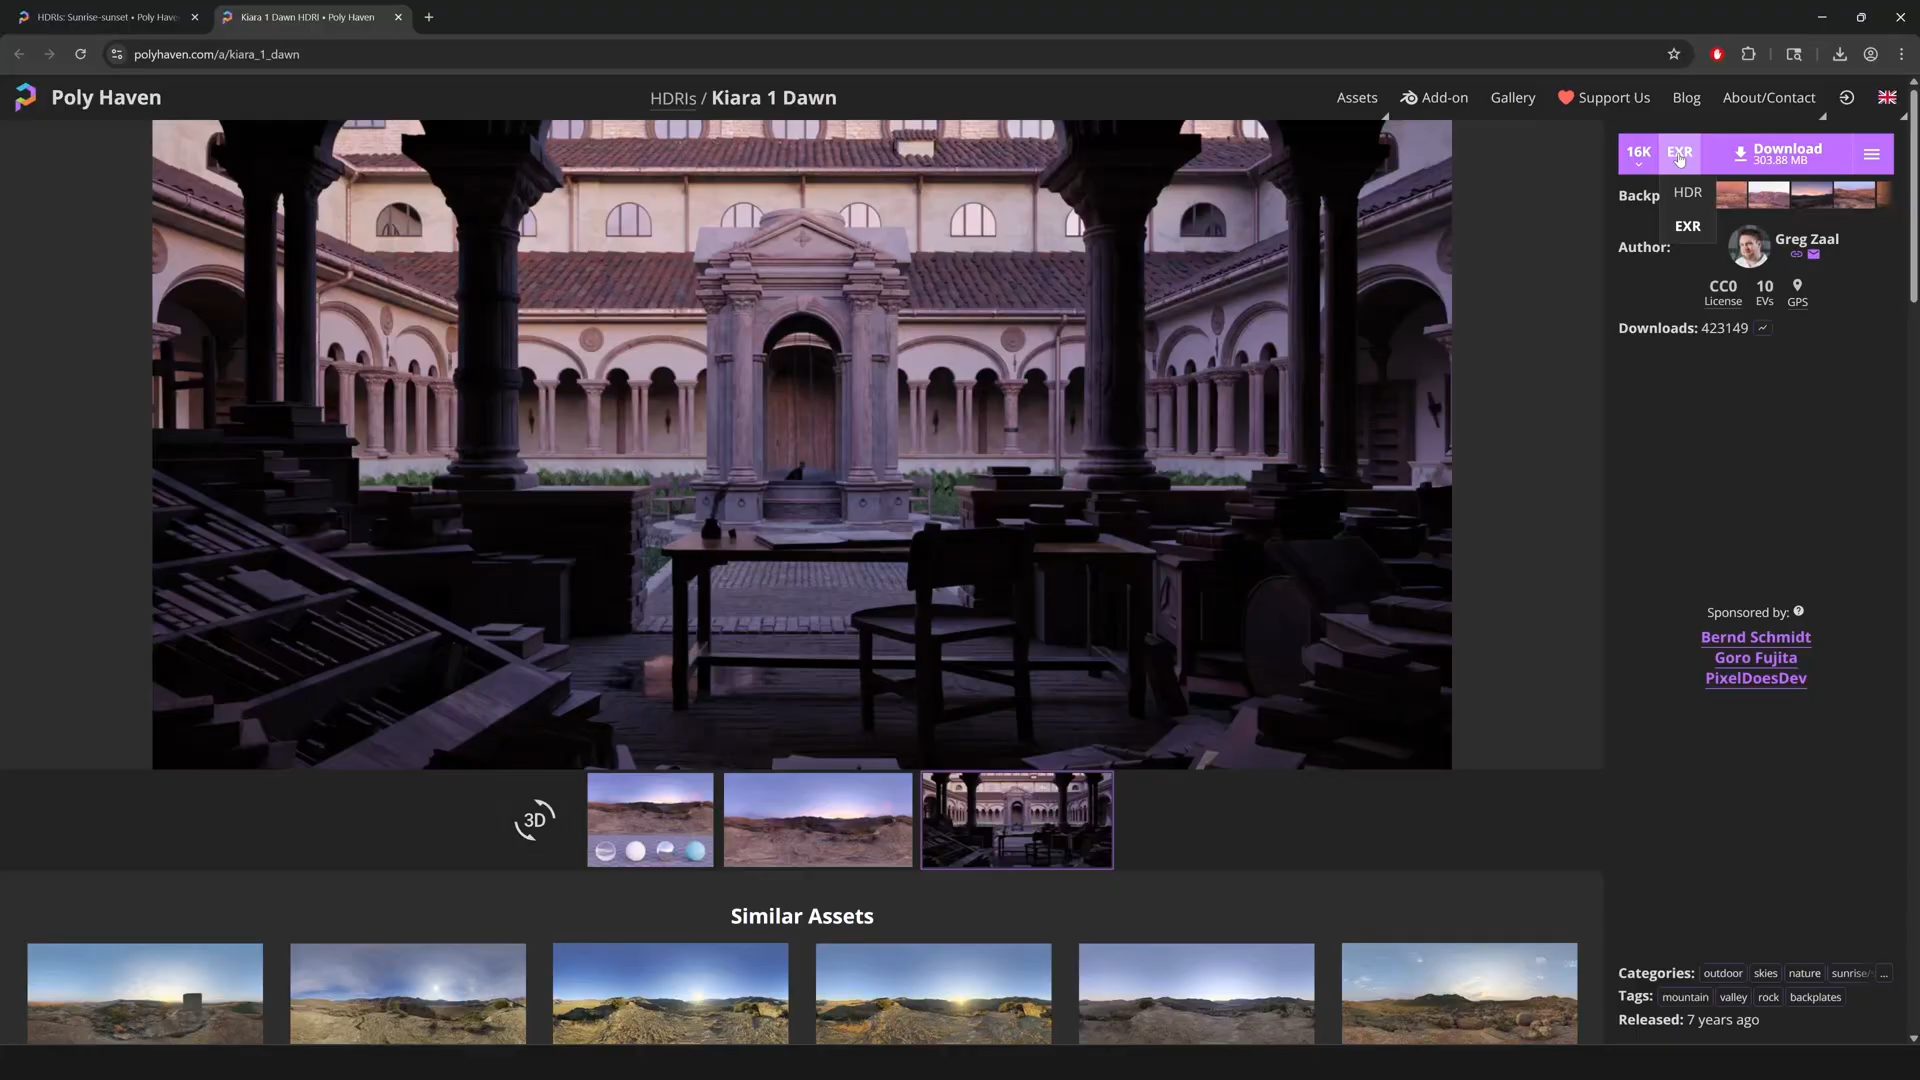 HDRIs: Sunrise-sunset • Poly Have
Kiara 1 Dawn HDRI • Poly Haven
polyhaven.com/a/kiara_1_dawn
Poly Haven
HDRIs / Kiara 1 Dawn
Assets
Add-on
Gallery
Support Us
Blog
About/Contact
16K
EXR
Download
303.88 MB
HDR
EXR
Backp
Author:
Greg Zaal
CC0
License
10
EVs
GPS
Downloads: 423149
3D
Sponsored by:
Bernd Schmidt
Goro Fujita
PixelDoesDev
Similar Assets
Categories: outdoor skies nature sunrise/ ...
Tags: mountain valley rock backplates
Released: 7 years ago